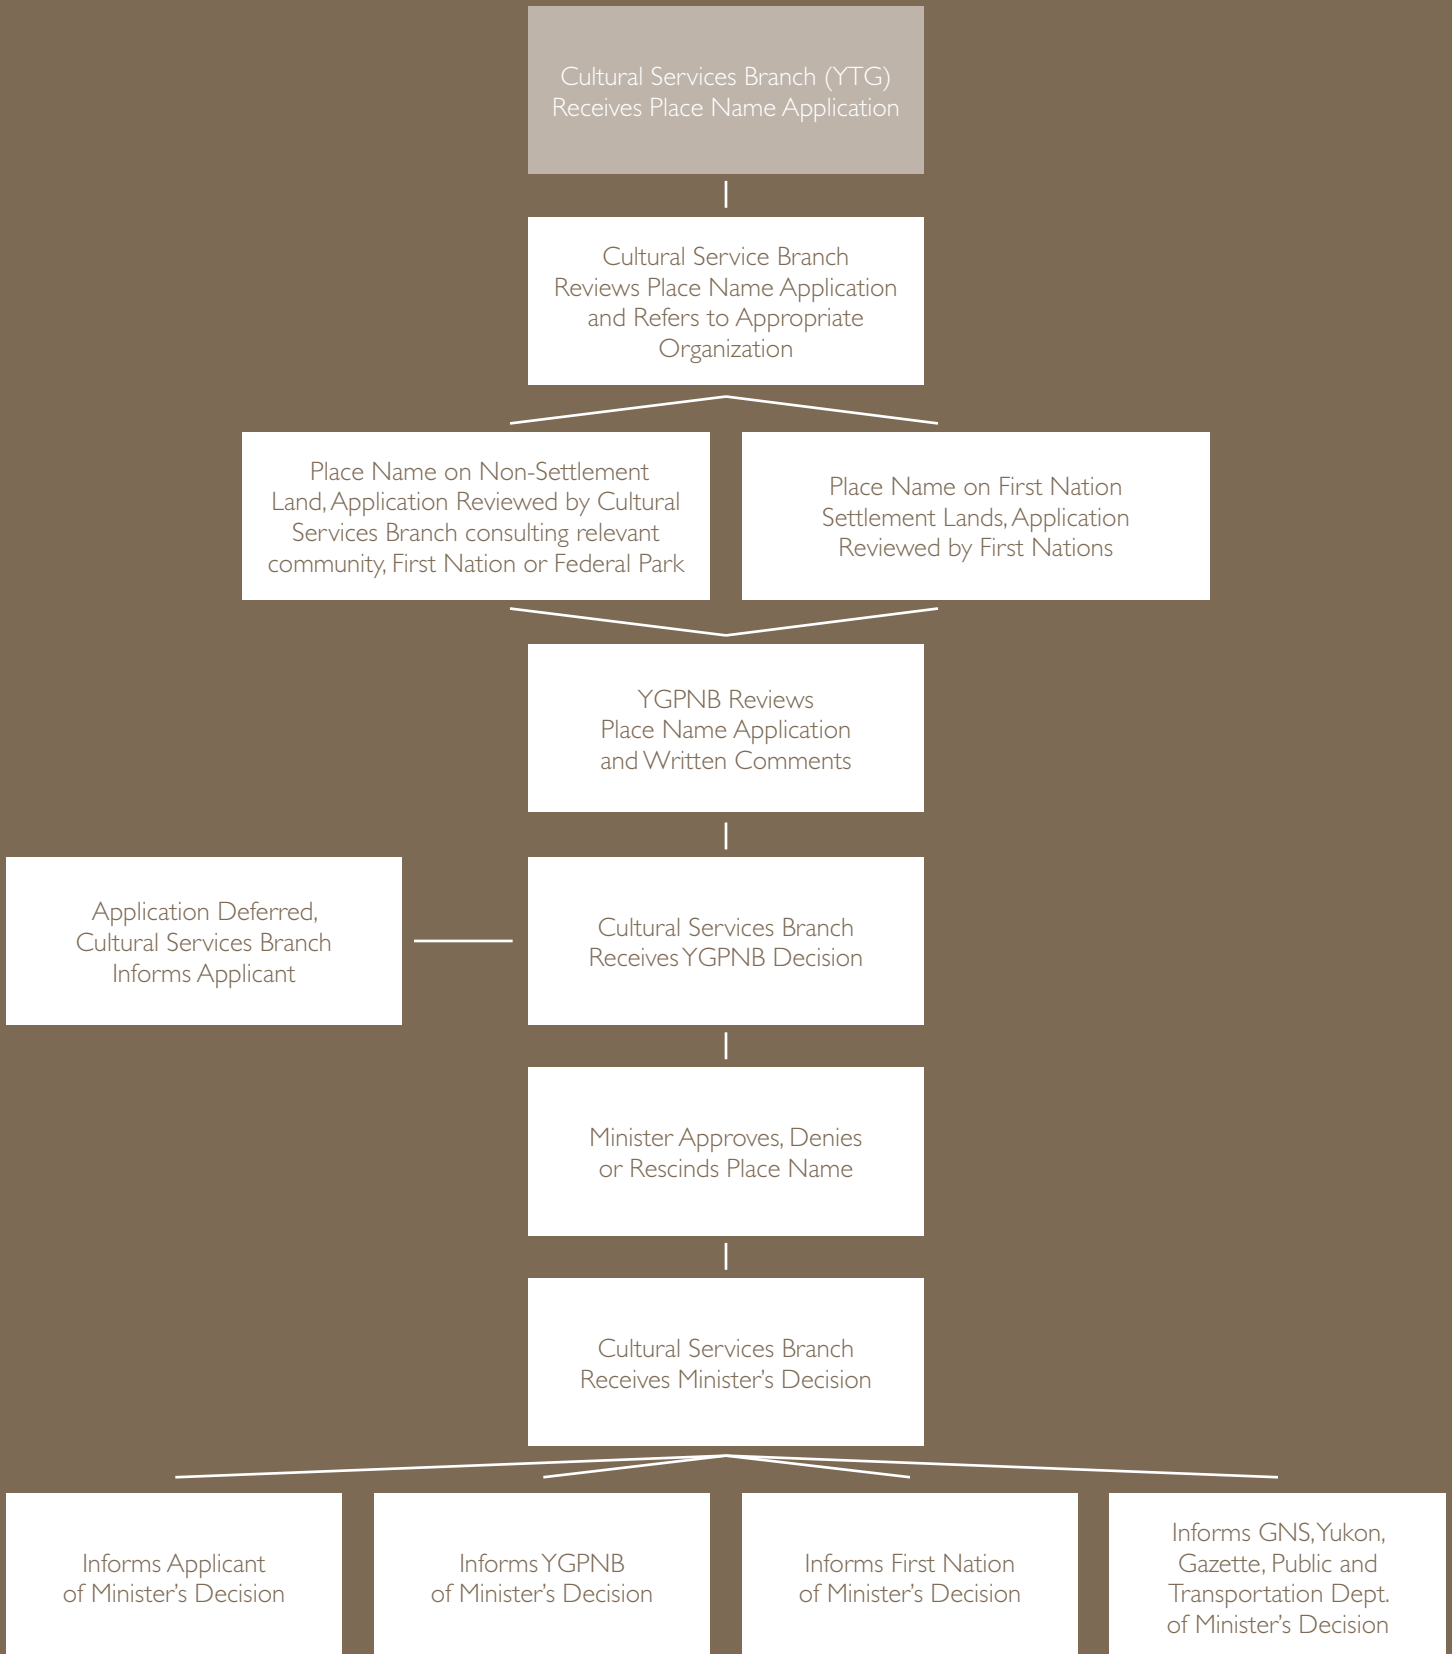 Cultural Services Branch (YTG)
Receives Place Name Application
Cultural Service Branch
Reviews Place Name Application
and Refers to Appropriate
Organization
Place Name on Non-Settlement
Land, Application Reviewed by Cultural
Services Branch consulting relevant
community, First Nation or Federal Park
Place Name on First Nation
Settlement Lands, Application
Reviewed by First Nations
YGPNB Reviews
Place Name Application
and Written Comments
Application Deferred,
Cultural Services Branch
Informs Applicant
Cultural Services Branch
Receives YGPNB Decision
Minister Approves, Denies
or Rescinds Place Name
Cultural Services Branch
Receives Minister's Decision
Informs Applicant
of Minister's Decision
Informs YGPNB
of Minister's Decision
Informs First Nation
of Minister's Decision
Informs GNS, Yukon,
Gazette, Public and
Transportation Dept.
of Minister's Decision